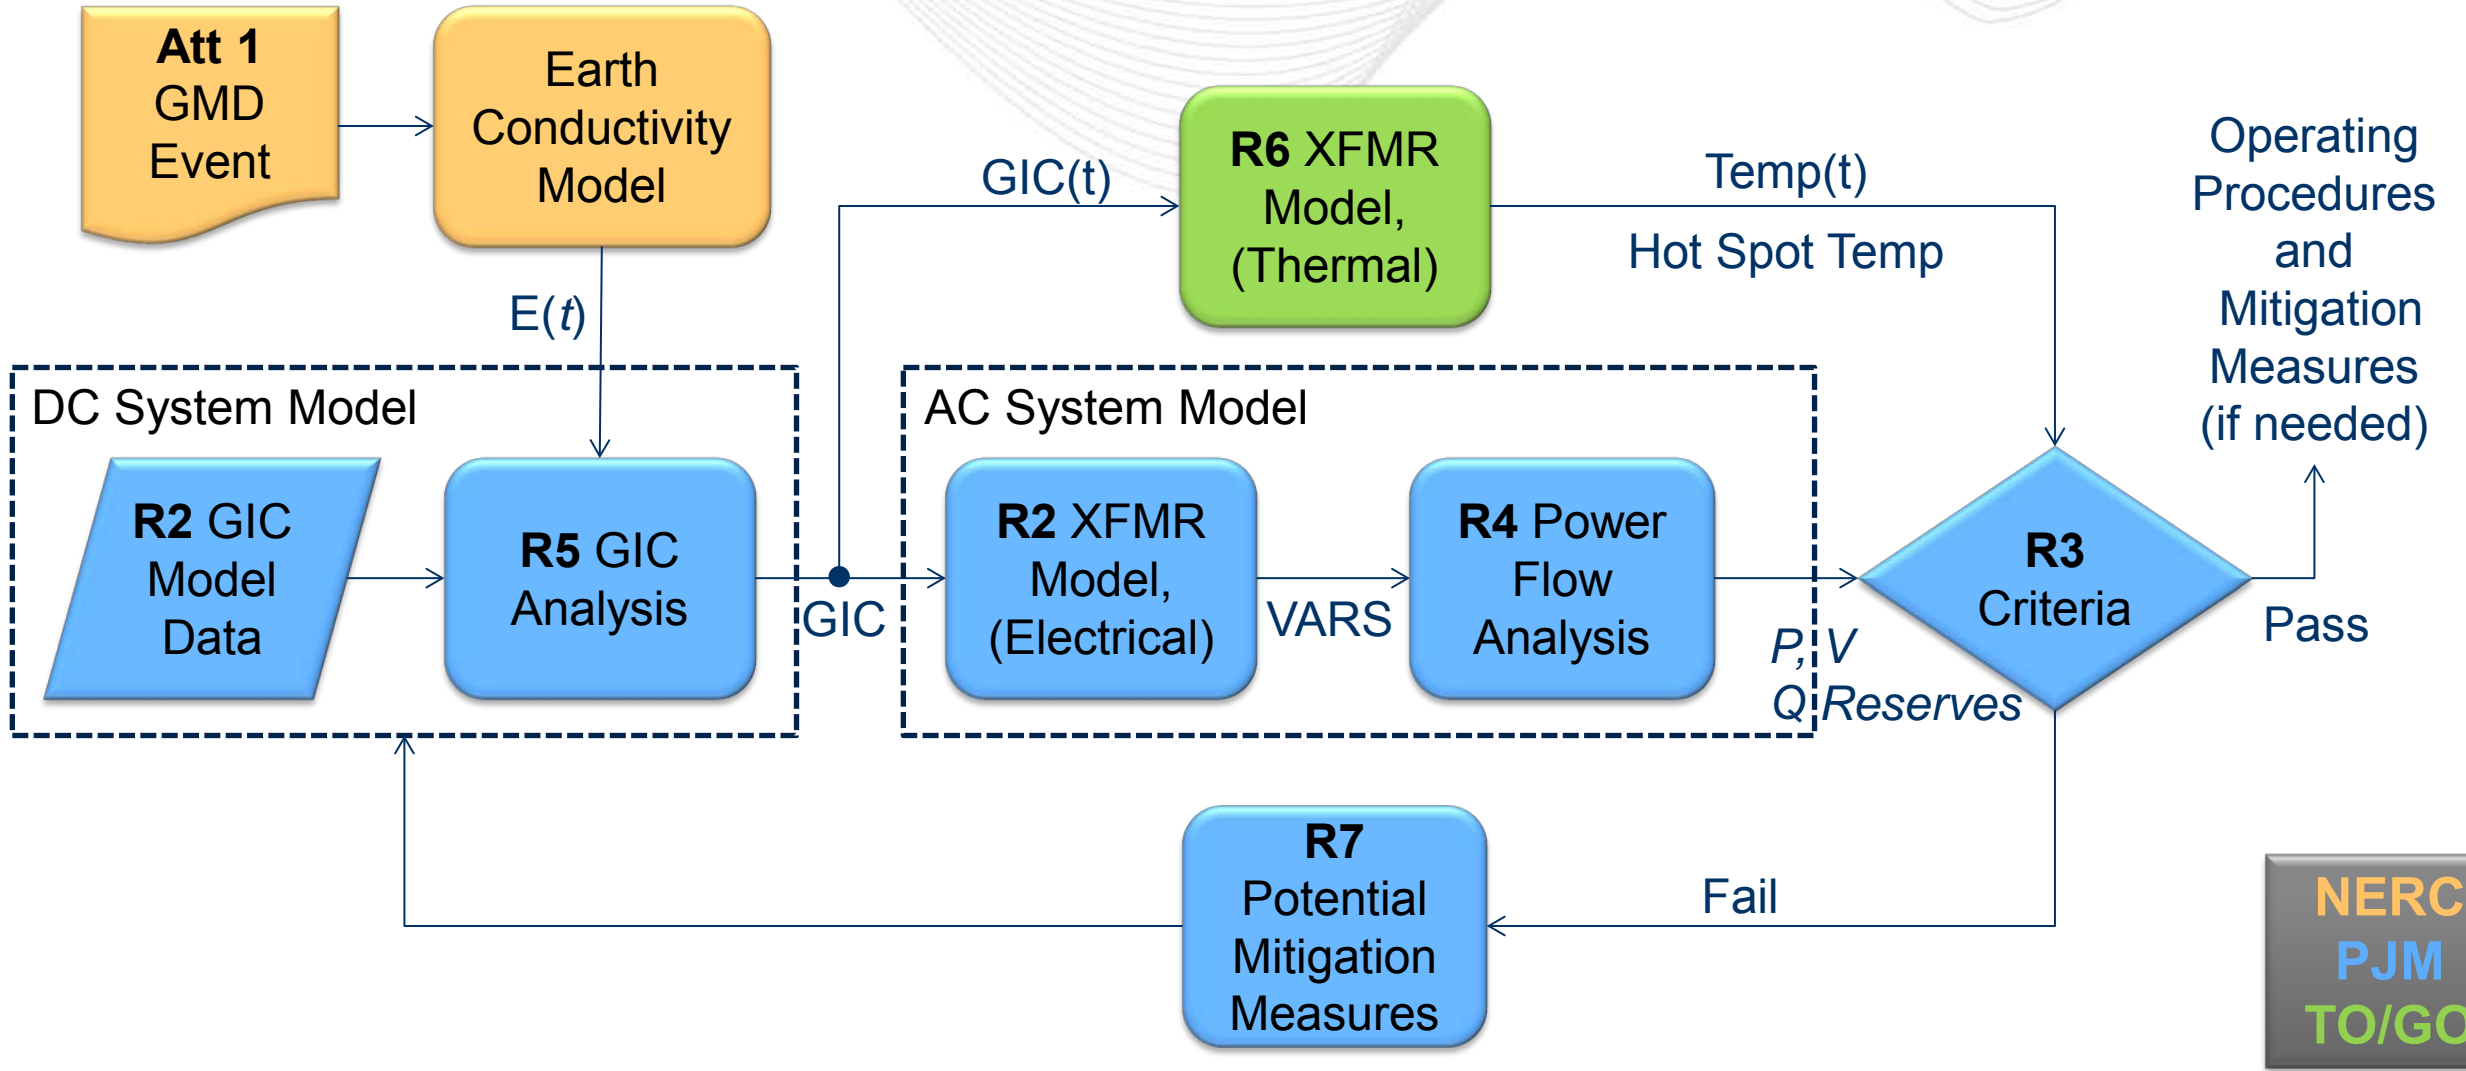 Att 1
GMD
Event
Earth
Conductivity
Model
E(t)
GIC(t)
R6 XFMR
Model,
(Thermal)
Temp(t)
Hot Spot Temp
Operating
Procedures
and
Mitigation
Measures
(if needed)
DC System Model
R2 GIC
Model
Data
R5 GIC
Analysis
GIC
AC System Model
R2 XFMR
Model,
(Electrical)
VARS
R4 Power
Flow
Analysis
P, V
Q Reserves
R3
Criteria
Pass
Fail
R7
Potential
Mitigation
Measures
NERC
PJM
TO/GO